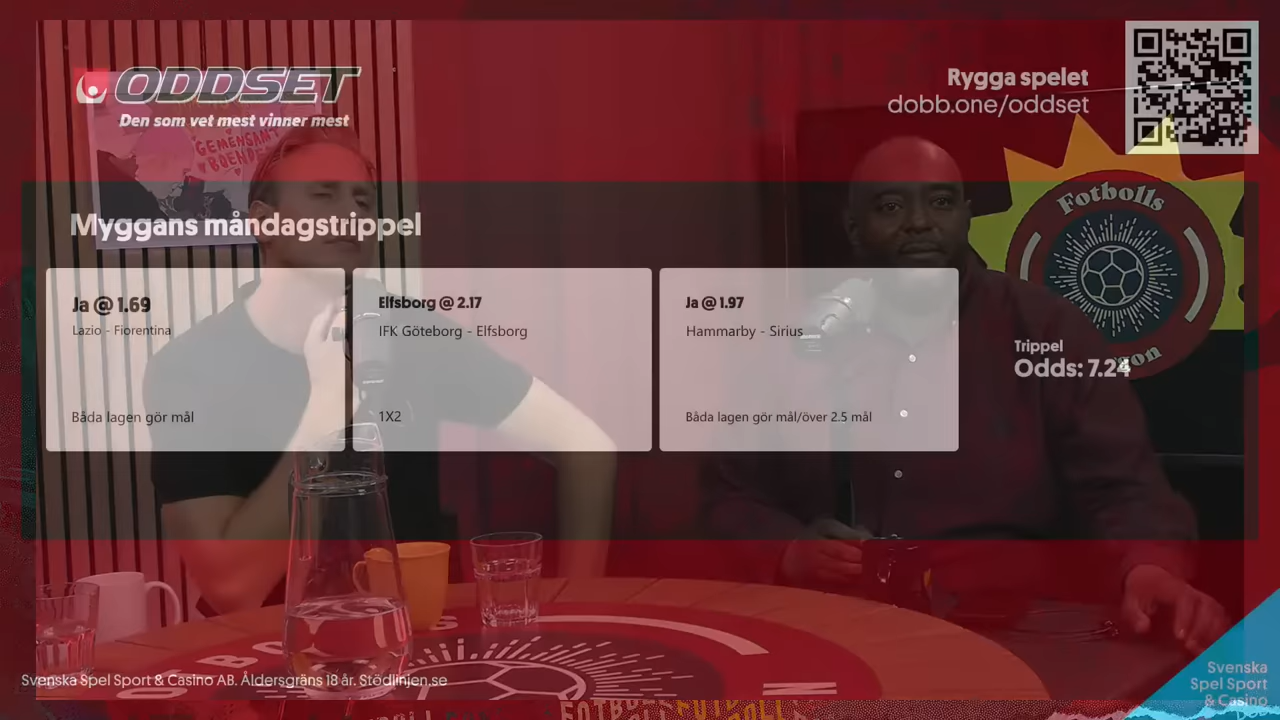 ODDSET
Den som vet mest vinner mest
Rygga spelet
dobb.one/oddset
GEMENSAMT
BOENDE
Fotbolls
Myggans måndagstrippel
Ja @ 1.69
Lazio - Fiorentina
Båda lagen gör mål
Elfsborg @ 2.17
IFK Göteborg - Elfsborg
1X2
Ja @ 1.97
Hammarby - Sirius
Båda lagen gör mål/över 2.5 mål
Trippel
Odds: 7.24
Svenska Spel Sport & Casino AB. Åldersgräns 18 år. Stödlinjen.se
Svenska
Spel Sport
& Casino